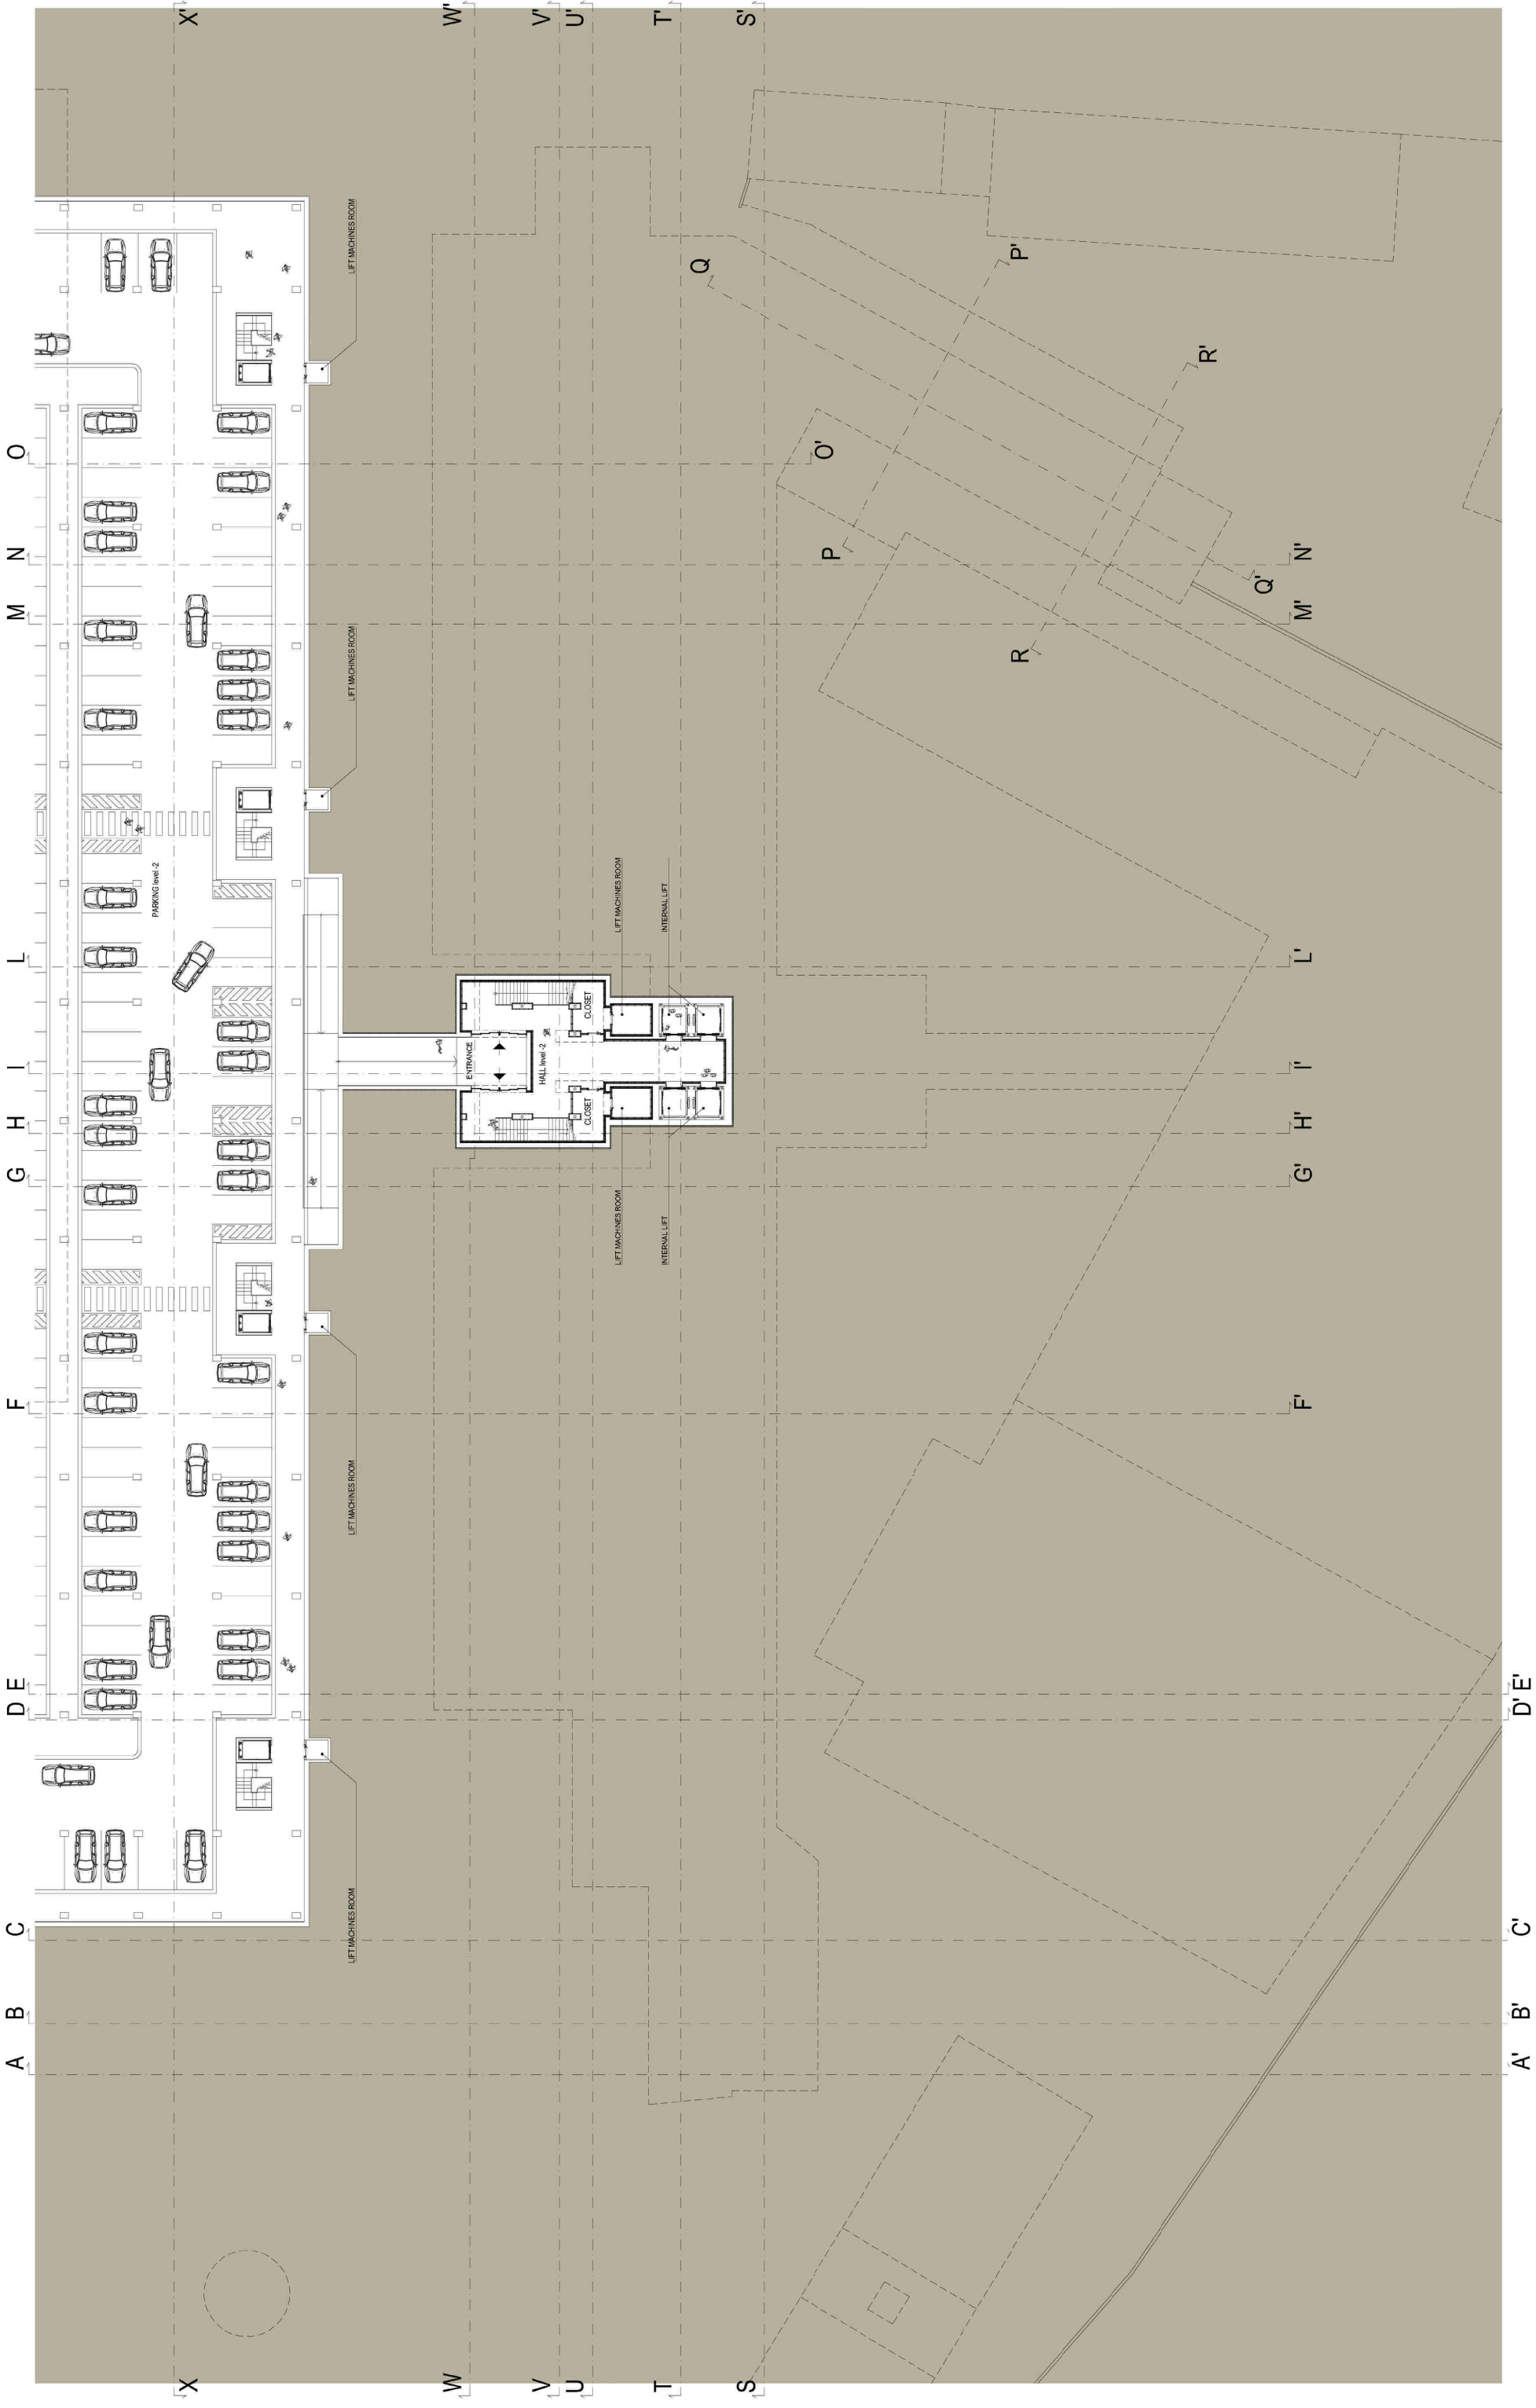 X'
W'
V'
U'
T'
S'
LIFT MACHINES ROOM
Q
P'
R'
O
O'
N
P
N'
M
Q'
M'
LIFT MACHINES ROOM
R
PARKING level -2
LIFT MACHINES ROOM
INTERNAL LIFT
L
L'
CLOSET
ENTRANCE
HALL level -2
I
I'
CLOSET
H
H'
G
G'
LIFT MACHINES ROOM
INTERNAL LIFT
F
F'
LIFT MACHINES ROOM
E
E'
D
D'
LIFT MACHINES ROOM
C
C'
B
B'
A
A'
X
W
V
U
T
S